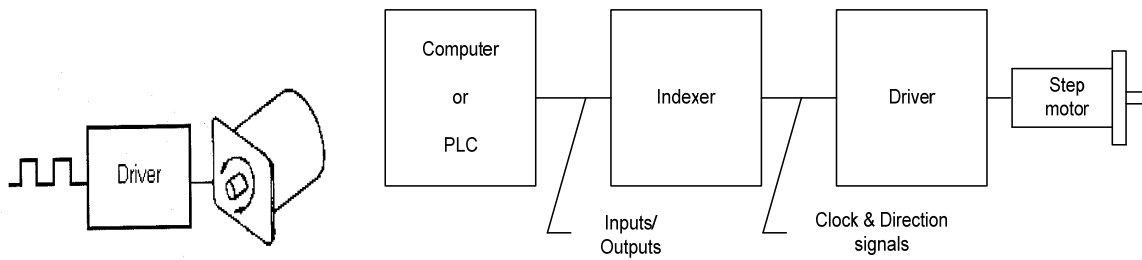 Driver
Computer
or
PLC
Indexer
Driver
Step
motor
Inputs/
Outputs
Clock & Direction
signals